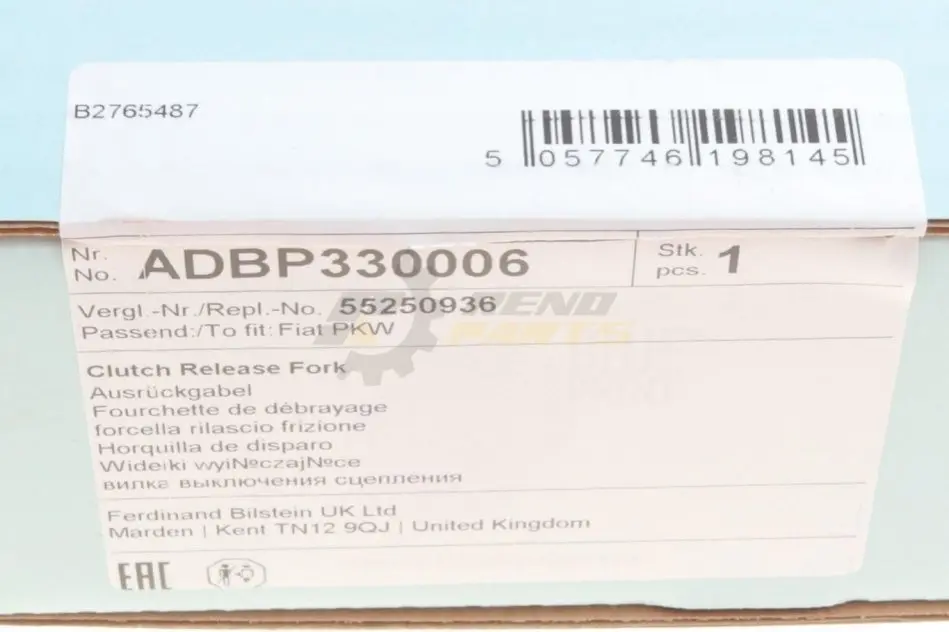 B2765487
5 057746 198145
Nr.
No. ADBP330006
Stk.
pcs. 1
Vergl.-Nr./Repl.-No. 55250936
Passend:/To fit: Fiat PKW
Clutch Release Fork
Ausrückgabel
Fourchette de débrayage
forcella rilascio frizione
Horquilla de disparo
Wideıki wyi№czaj№ce
вилка выключения сцепления
Ferdinand Bilstein UK Ltd
Marden | Kent TN12 9QJ | United Kingdom
EAC
PARTS